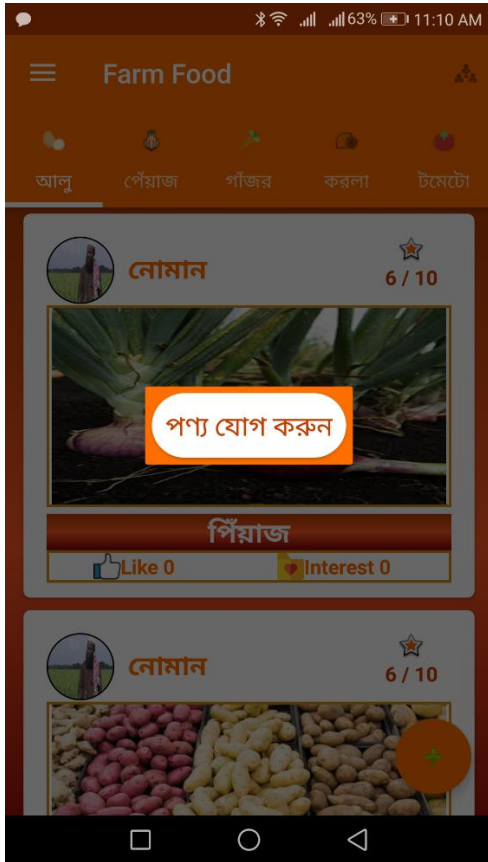 63% 11:10 AM
Farm Food
আলু পেঁয়াজ গাঁজর করলা টমেটো
নোমান
6 / 10
পণ্য যোগ করুন
পিঁয়াজ
Like 0 Interest 0
নোমান
6 / 10
+